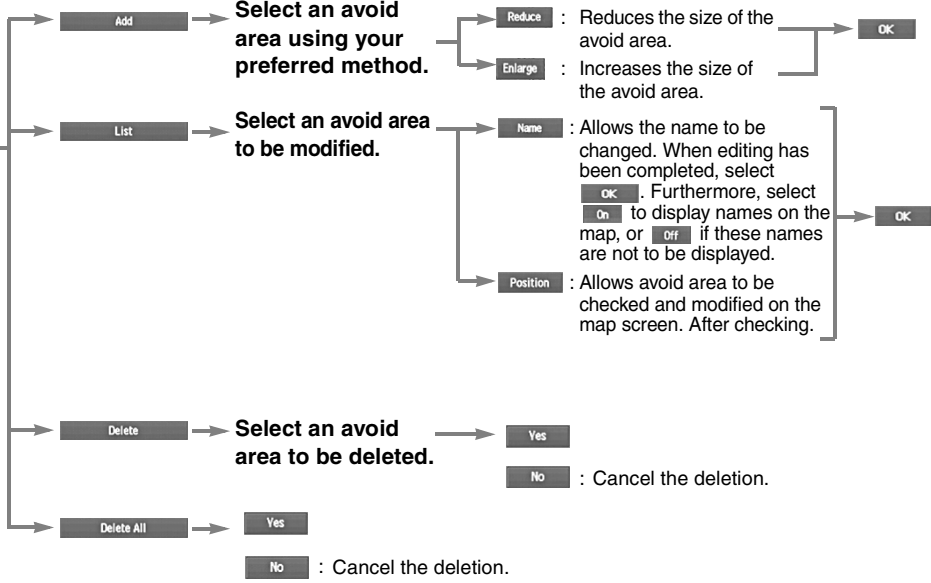 Add
Select an avoid
area using your
preferred method.
Reduce : Reduces the size of the
avoid area.
Enlarge : Increases the size of
the avoid area.
OK
List
Select an avoid area
to be modified.
Name : Allows the name to be
changed. When editing has
been completed, select
OK . Furthermore, select
On to display names on the
map, or Off if these names
are not to be displayed.
Position : Allows avoid area to be
checked and modified on the
map screen. After checking.
OK
Delete
Select an avoid
area to be deleted.
Yes
No : Cancel the deletion.
Delete All
Yes
No : Cancel the deletion.